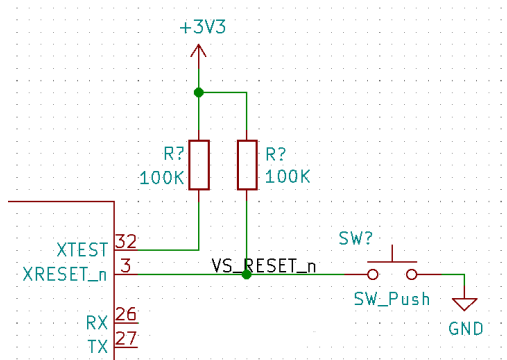 +3V3
R?
100K
R?
100K
XTEST
32
XRESET_n
3
VS_RESET_n
SW?
SW_Push
GND
RX
26
TX
27